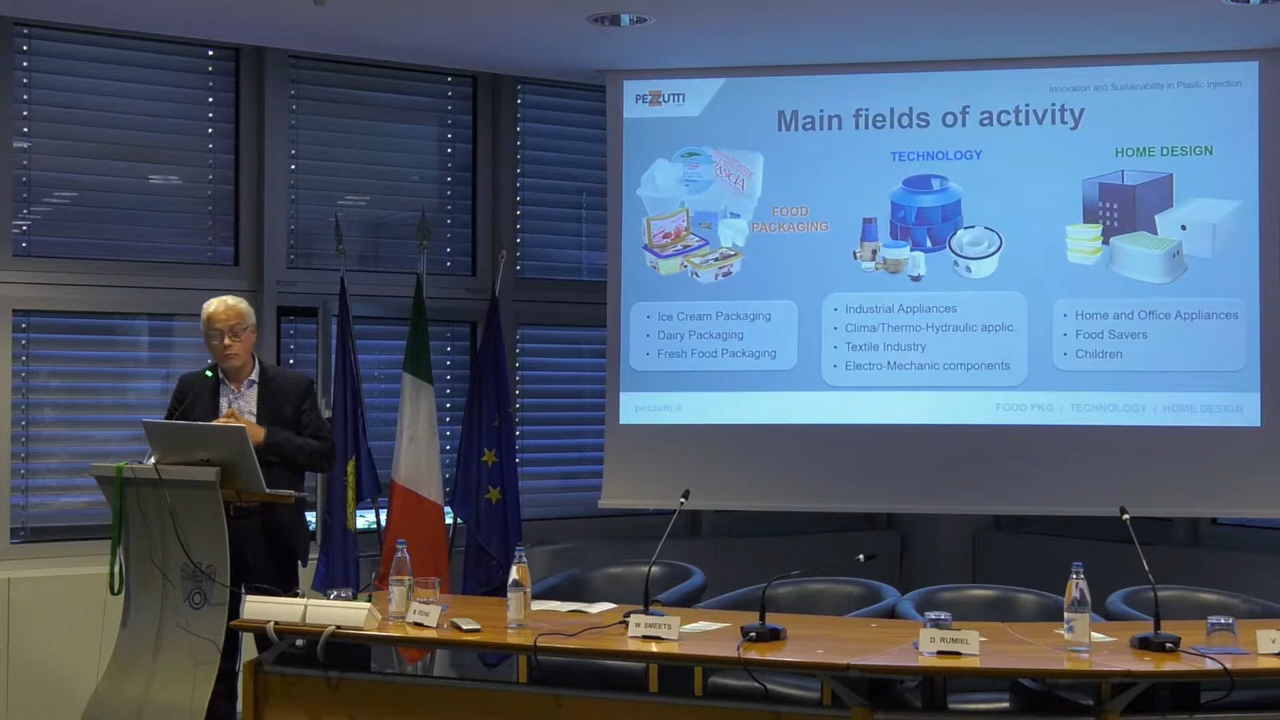 PEZZUTTI
Innovation and Sustainability in Plastic Injection
Main fields of activity
FOOD
PACKAGING
TECHNOLOGY
HOME DESIGN
• Ice Cream Packaging
• Dairy Packaging
• Fresh Food Packaging
• Industrial Appliances
• Clima/Thermo-Hydraulic applic.
• Textile Industry
• Electro-Mechanic components
• Home and Office Appliances
• Food Savers
• Children
pezzutti.it
FOOD PKG | TECHNOLOGY | HOME DESIGN
W. SMEETS
D. RUMIEL
V.